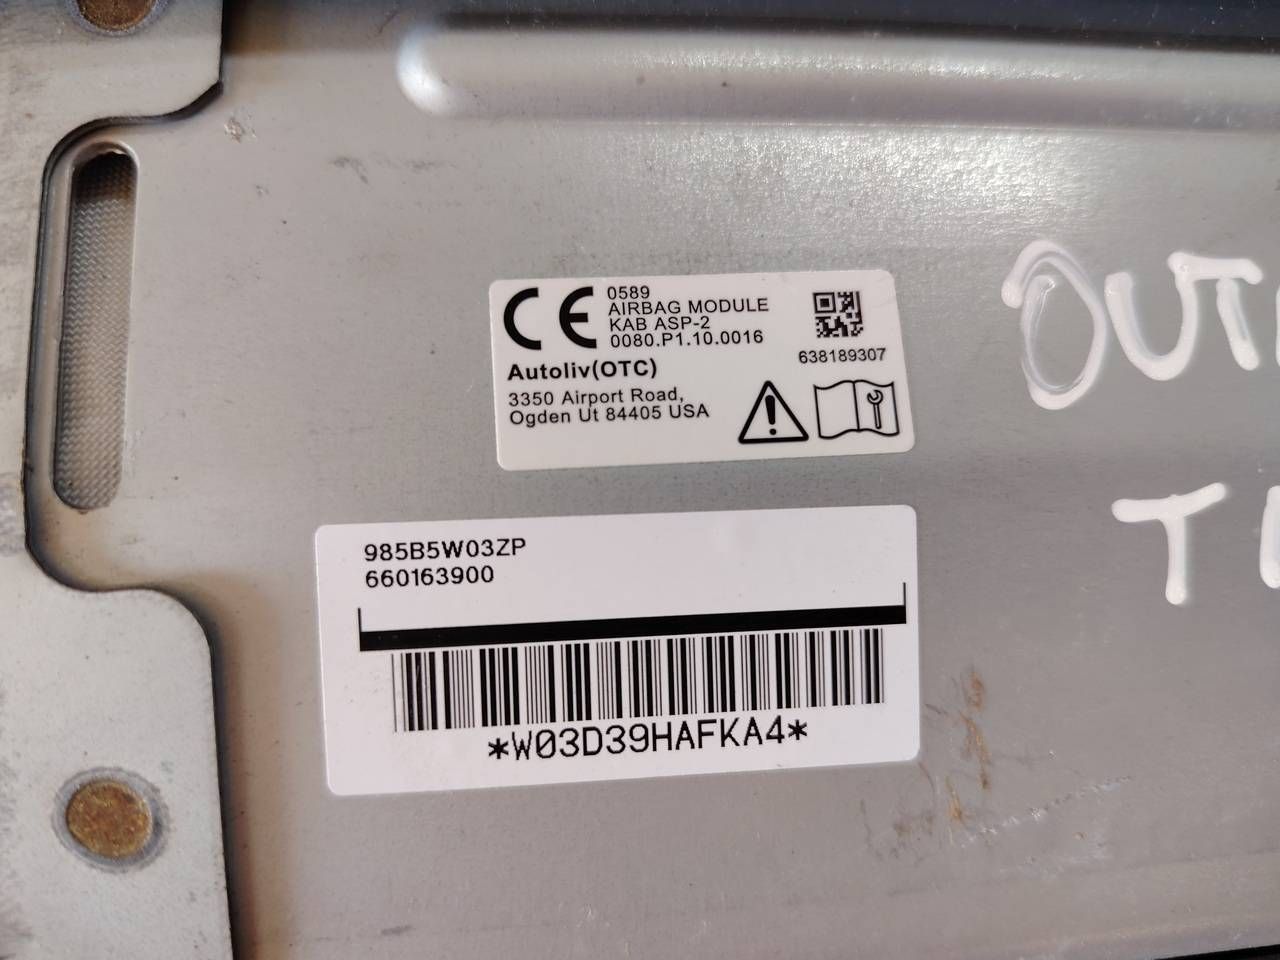 CE 0589
AIRBAG MODULE
KAB ASP-2
0080.P1.10.0016
638189307
Autoliv(OTC)
3350 Airport Road,
Ogden Ut 84405 USA
985B5W03ZP
660163900
*W03D39HAFKA4*